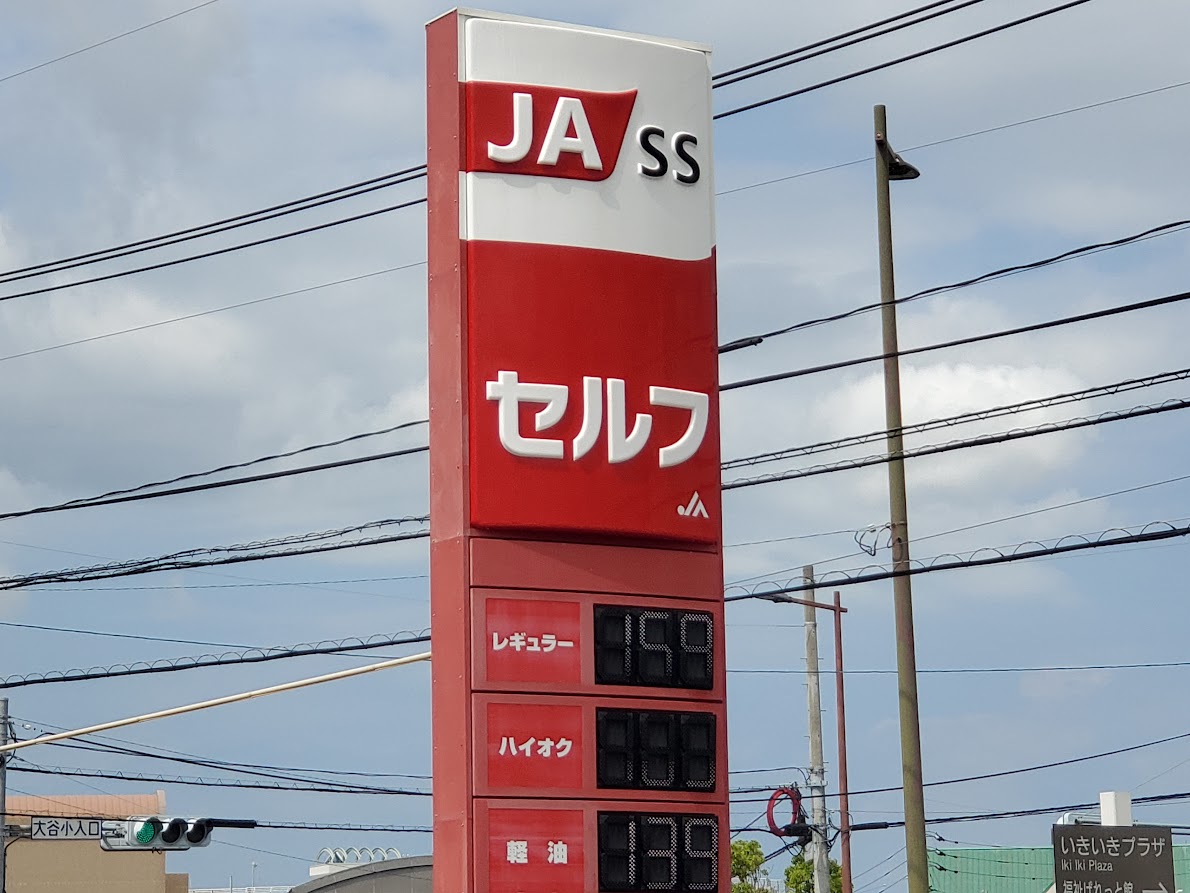 JA SS
セルフ
JA
レギュラー 159
ハイオク
軽油 139
大谷小入口
いきいきプラザ
Iki Iki Plaza